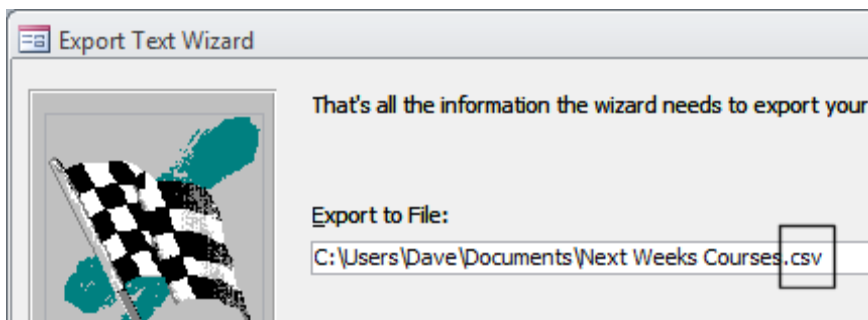 Export Text Wizard
That's all the information the wizard needs to export your
Export to File:
C:\Users\Dave\Documents\Next Weeks Courses.csv